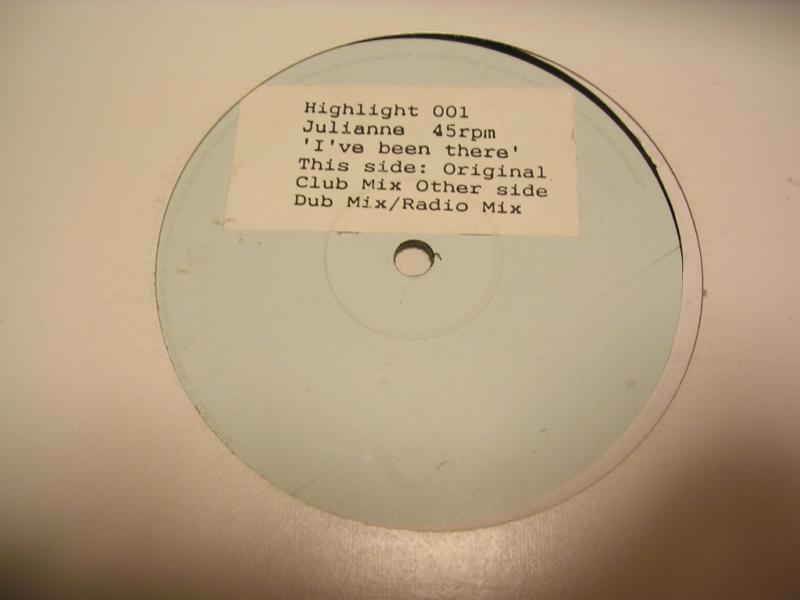 Highlight 001
Julianne 45rpm
'I've been there'
This side: Original
Club Mix Other side
Dub Mix/Radio Mix